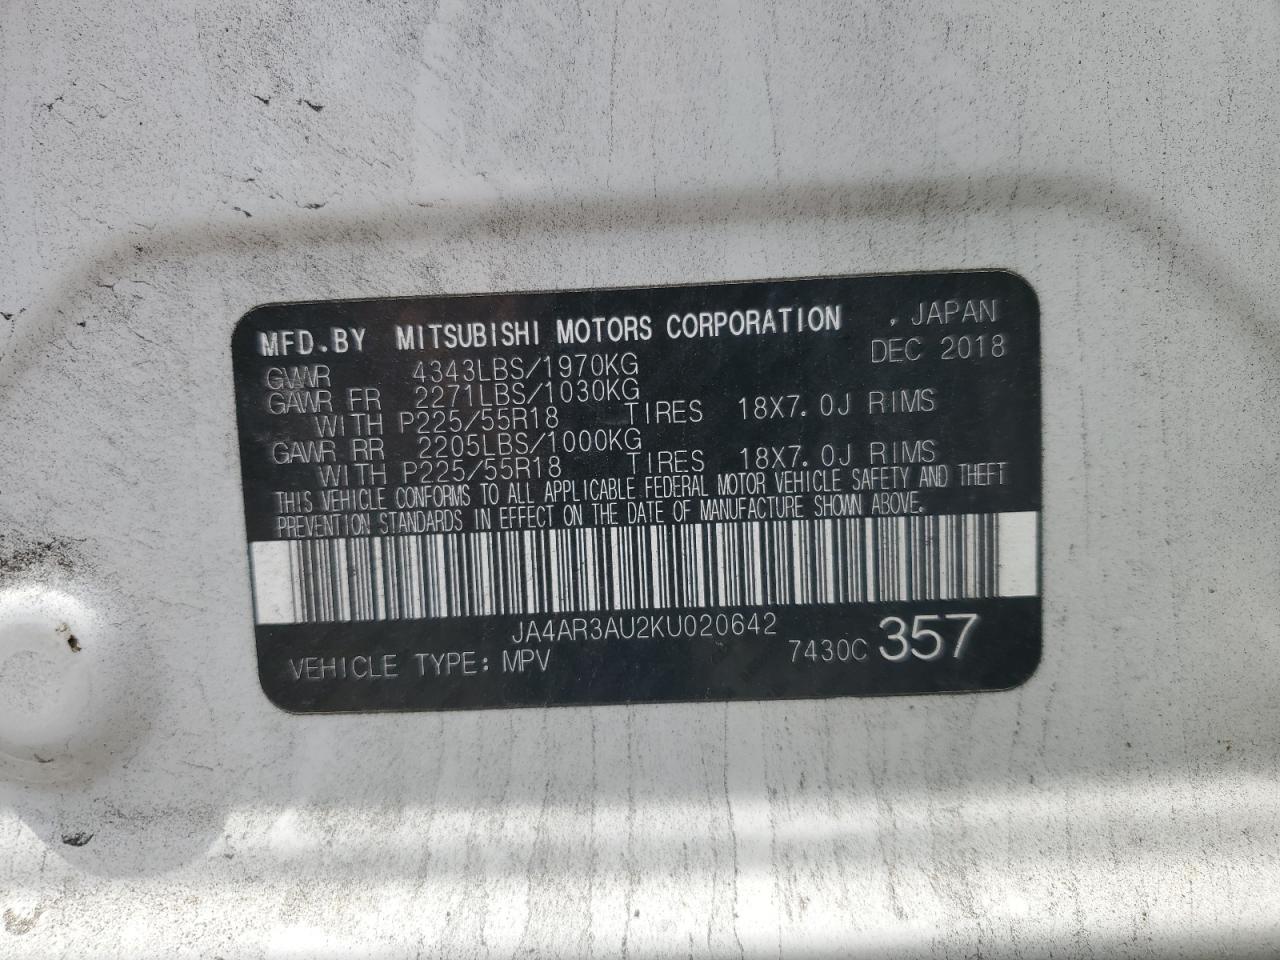 MFD.BY MITSUBISHI MOTORS CORPORATION , JAPAN
GVWR 4343LBS/1970KG DEC 2018
GAWR FR 2271LBS/1030KG
WITH P225/55R18 TIRES 18X7.0J RIMS
GAWR RR 2205LBS/1000KG
WITH P225/55R18 TIRES 18X7.0J RIMS
THIS VEHICLE CONFORMS TO ALL APPLICABLE FEDERAL MOTOR VEHICLE SAFETY AND THEFT
PREVENTION STANDARDS IN EFFECT ON THE DATE OF MANUFACTURE SHOWN ABOVE.
JA4AR3AU2KU020642
VEHICLE TYPE: MPV 7430C 357